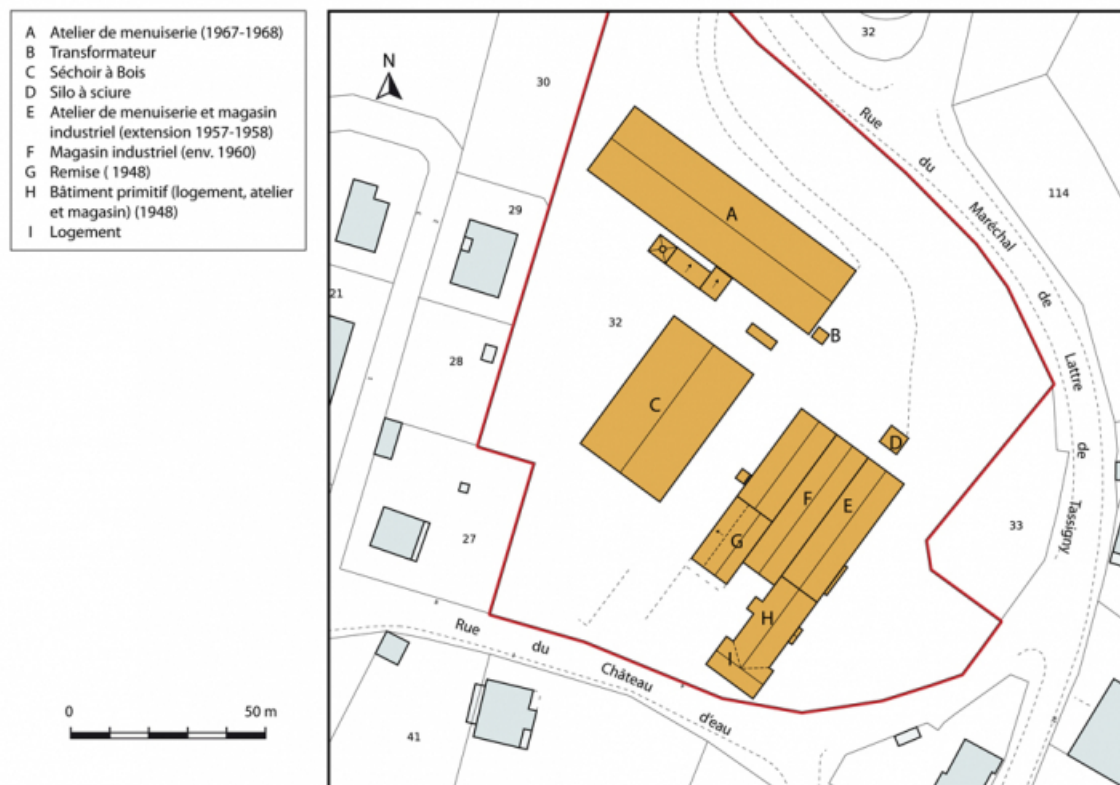 A Atelier de menuiserie (1967-1968)
B Transformateur
C Séchoir à Bois
D Silo à sciure
E Atelier de menuiserie et magasin
industriel (extension 1957-1958)
F Magasin industriel (env. 1960)
G Remise ( 1948)
H Bâtiment primitif (logement, atelier
et magasin) (1948)
I Logement
N
30
32
Rue
du
Maréchal
de
Lattre
de
Tassigny
114
29
A
21
32
B
28
C
D
F
E
33
27
G
H
I
Rue
du
Château
d'eau
41
0
50 m